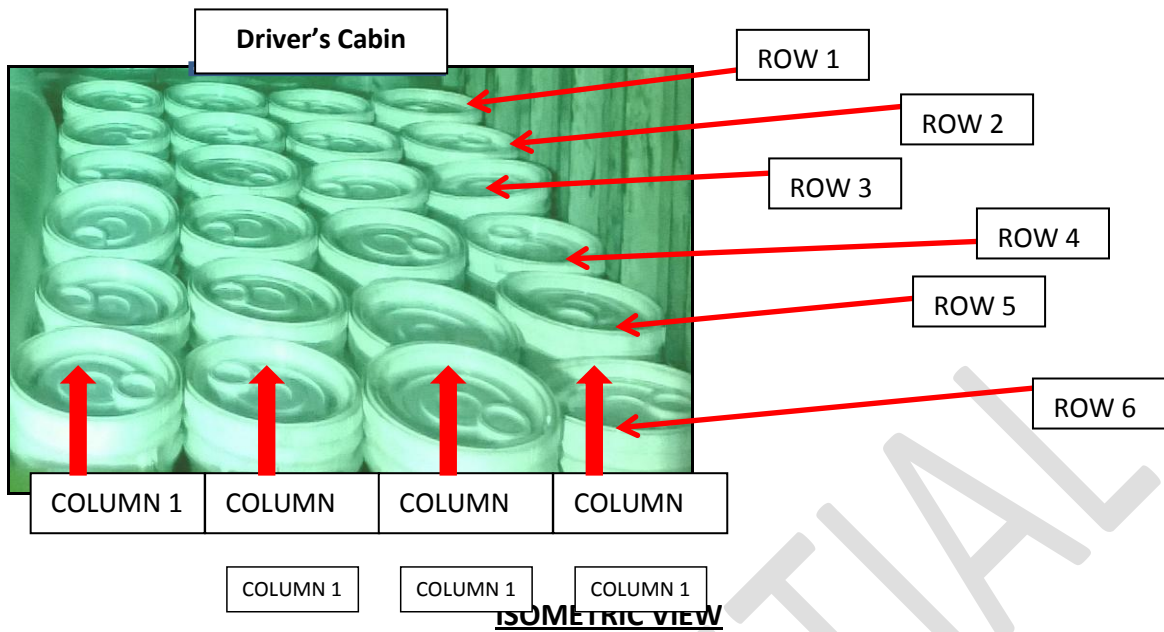 Driver's Cabin
ROW 1
ROW 2
ROW 3
ROW 4
ROW 5
ROW 6
COLUMN 1
COLUMN
COLUMN
COLUMN
COLUMN 1
COLUMN 1
COLUMN 1
ISOMETRIC VIEW
TIAL